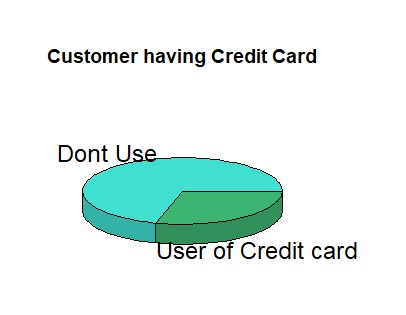 Customer having Credit Card
Dont Use
User of Credit card